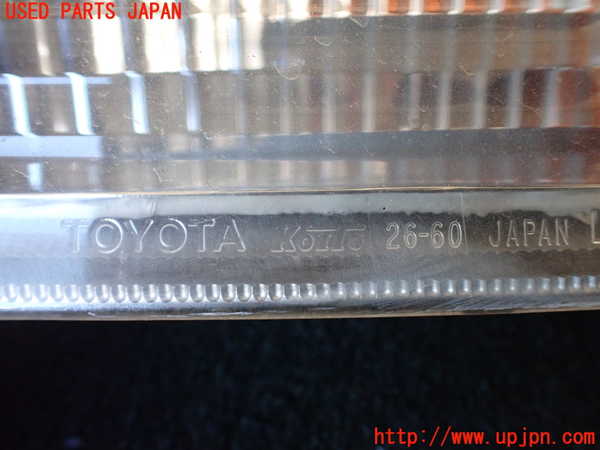 USED PARTS JAPAN
TOYOTA Koito 26-60 JAPAN L
http://www.upjpn.com